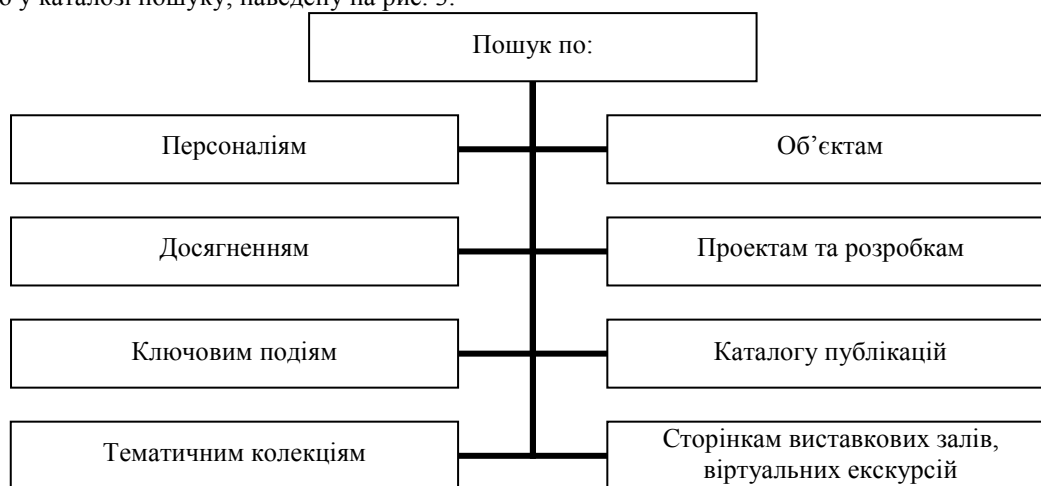 у каталозі пошуку, наведену на рис. 3.
Пошук по:
Персоналіям
Об’єктам
Досягненням
Проектам та розробкам
Ключовим подіям
Каталогу публікацій
Тематичним колекціям
Сторінкам виставкових залів,
віртуальних екскурсій